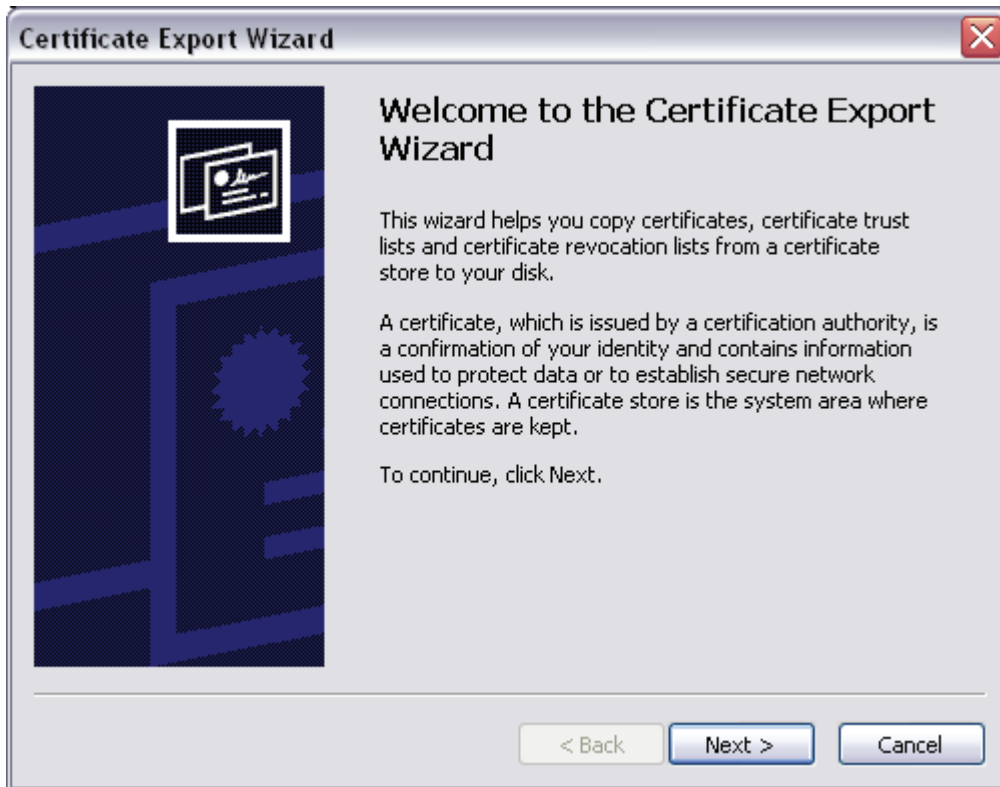 Certificate Export Wizard
Welcome to the Certificate Export
Wizard
This wizard helps you copy certificates, certificate trust
lists and certificate revocation lists from a certificate
store to your disk.
A certificate, which is issued by a certification authority, is
a confirmation of your identity and contains information
used to protect data or to establish secure network
connections. A certificate store is the system area where
certificates are kept.
To continue, click Next.
< Back
Next >
Cancel